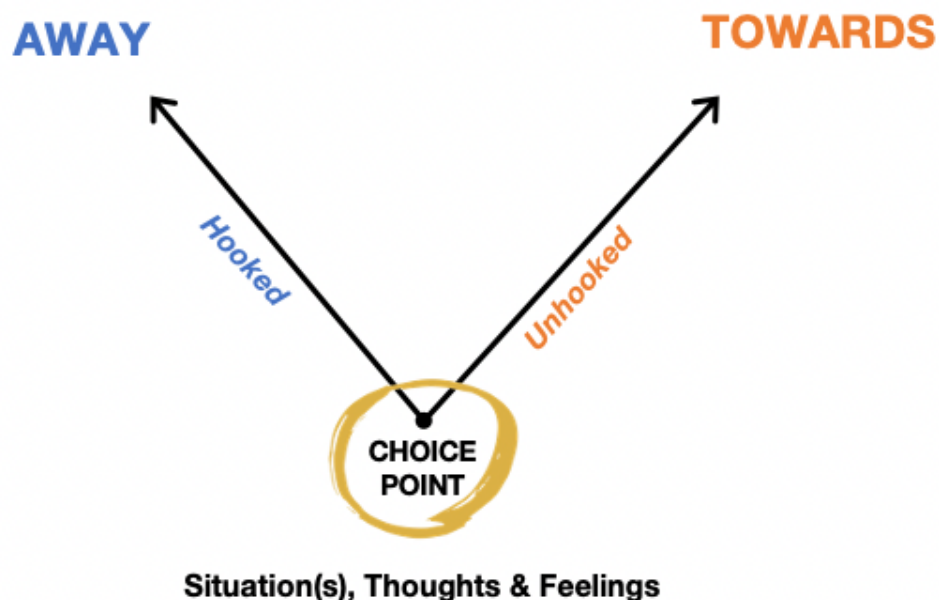 AWAY
TOWARDS
Hooked
Unhooked
CHOICE
POINT
Situation(s), Thoughts & Feelings